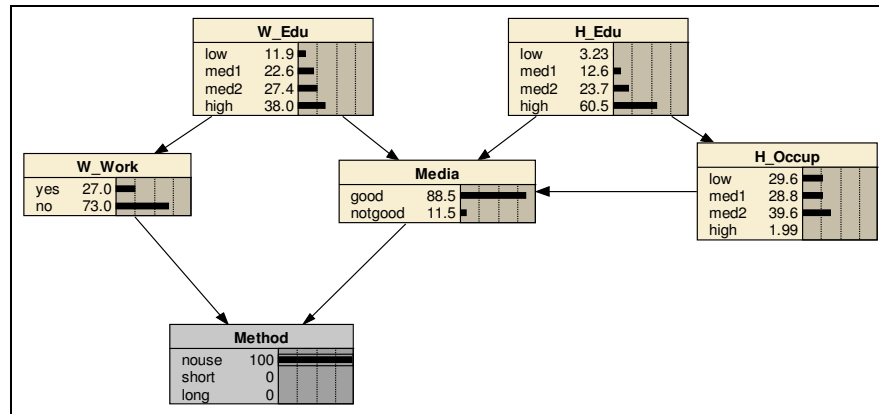 W_Edu
low 11.9
med1 22.6
med2 27.4
high 38.0
H_Edu
low 3.23
med1 12.6
med2 23.7
high 60.5
W_Work
yes 27.0
no 73.0
Media
good 88.5
notgood 11.5
H_Occup
low 29.6
med1 28.8
med2 39.6
high 1.99
Method
nouse 100
short 0
long 0